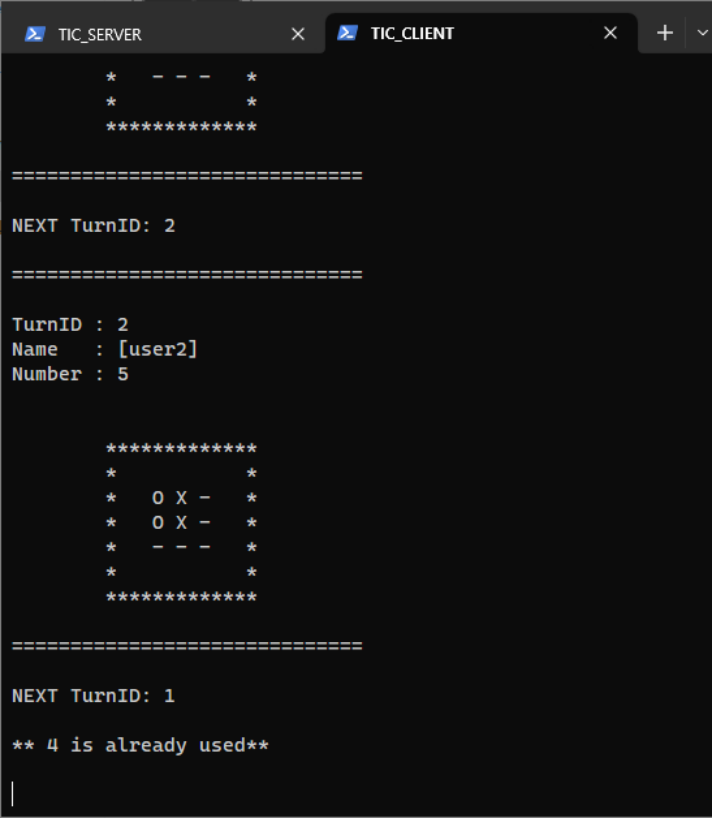 TIC_SERVER
TIC_CLIENT
* - - - *
* *
*************
==============================
NEXT TurnID: 2
==============================
TurnID : 2
Name : [user2]
Number : 5
*************
* *
* O X - *
* O X - *
* - - - *
* *
*************
==============================
NEXT TurnID: 1
** 4 is already used**